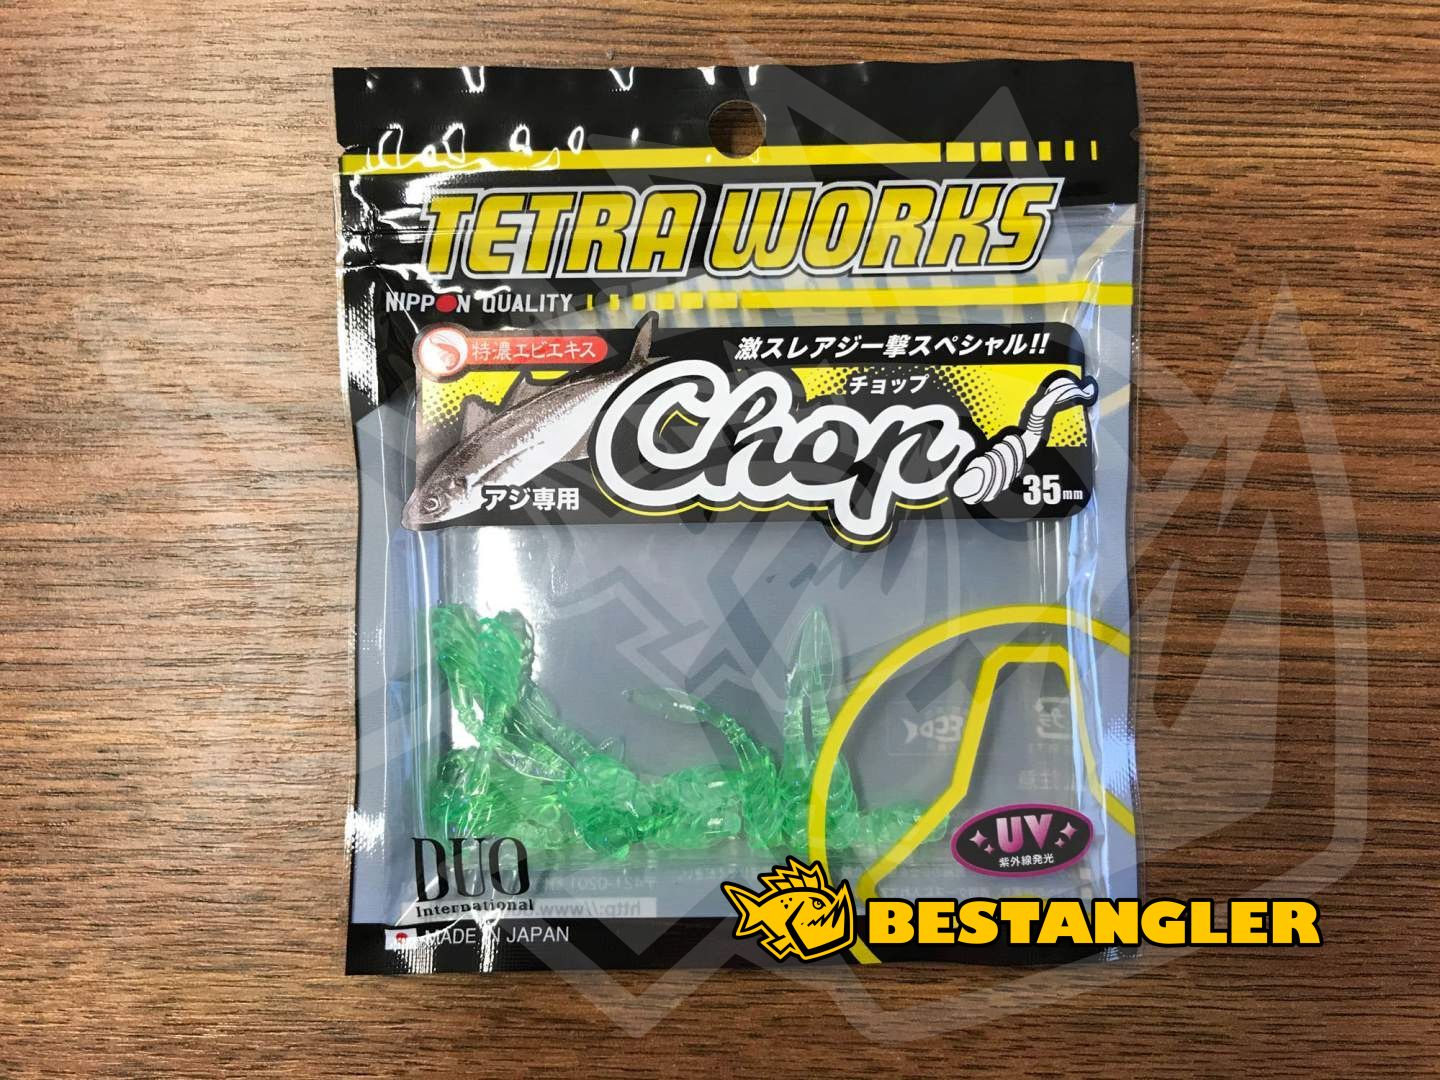 TETRA WORKS
NIPPON QUALITY
特濃エビエキス
激スレアジ一撃スペシャル!!
チョップ
Chop
アジ専用
35mm
UV
紫外線発光
DUO
International
MADE IN JAPAN
BESTANGLER